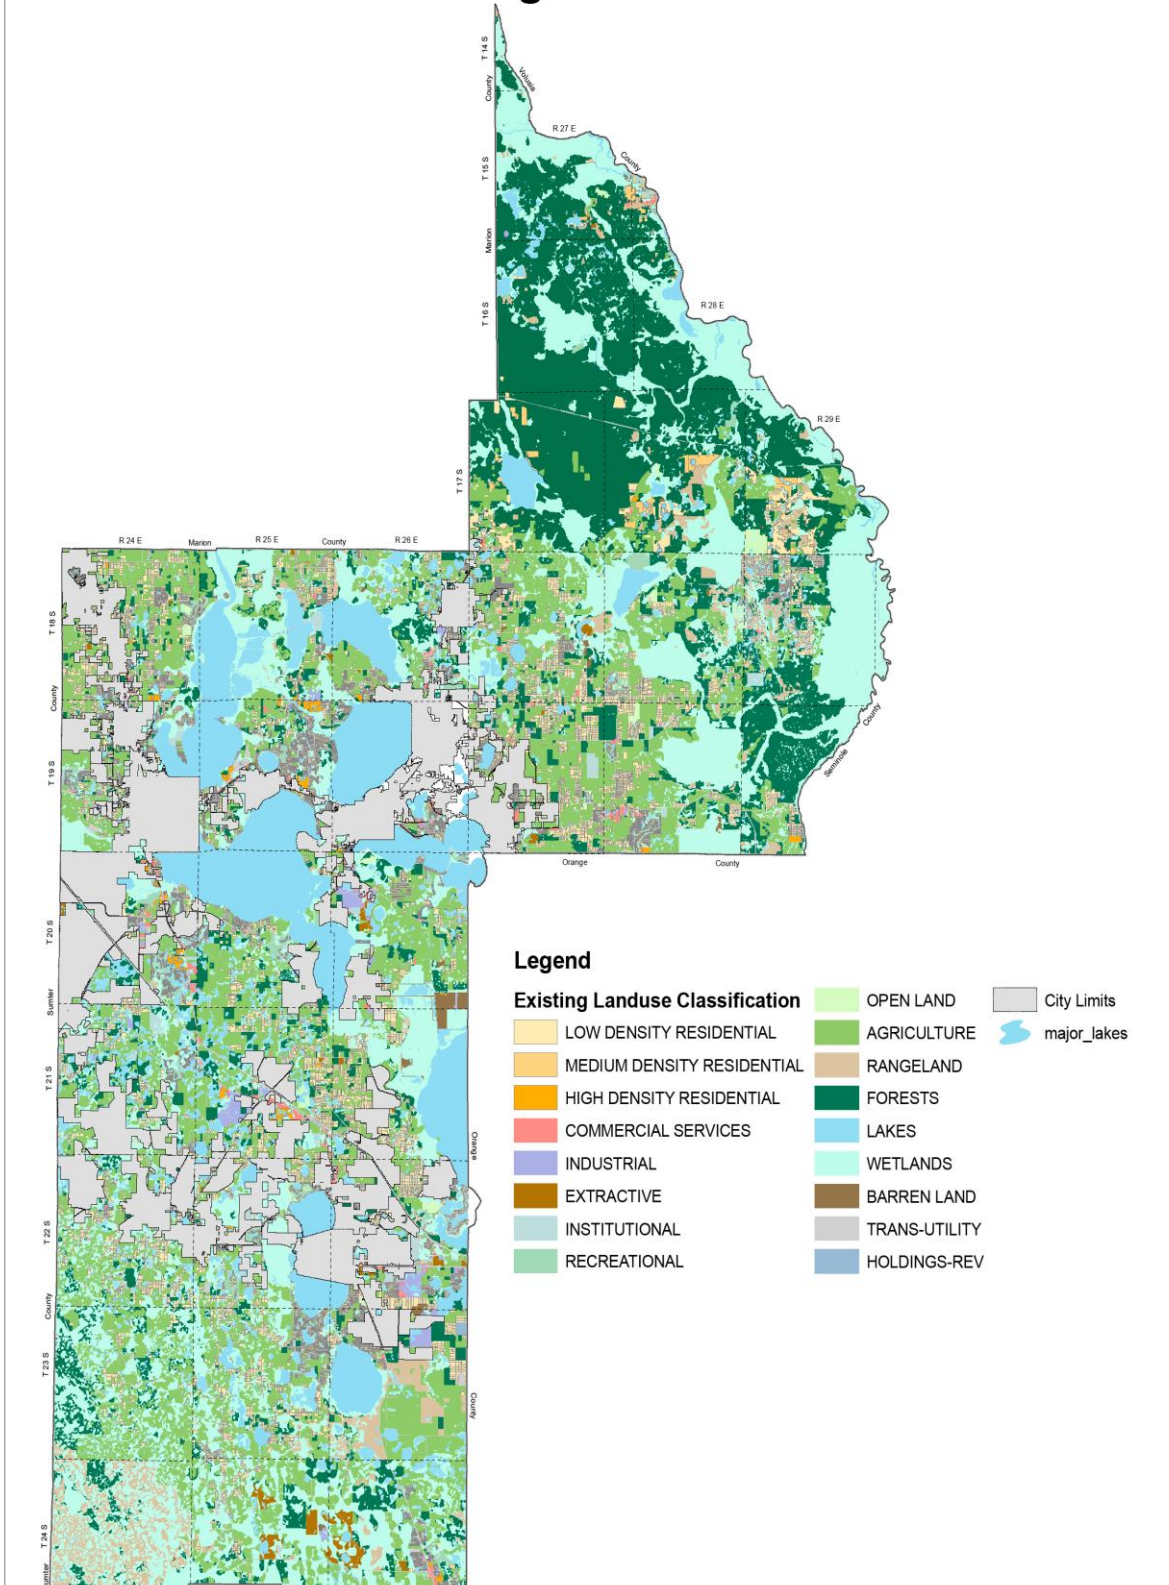 g
T 14 S
County
Volusia
R 27 E
County
T 15 S
Marion
T 16 S
R 28 E
R 29 E
T 17 S
R 24 E
Marion
R 25 E
County
R 26 E
T 18 S
County
County
Seminole
T 19 S
Orange
County
T 20 S
Sumter
T 21 S
Orange
T 22 S
County
T 23 S
County
T 24 S
umter
Legend
Existing Landuse Classification
LOW DENSITY RESIDENTIAL
MEDIUM DENSITY RESIDENTIAL
HIGH DENSITY RESIDENTIAL
COMMERCIAL SERVICES
INDUSTRIAL
EXTRACTIVE
INSTITUTIONAL
RECREATIONAL
OPEN LAND
AGRICULTURE
RANGELAND
FORESTS
LAKES
WETLANDS
BARREN LAND
TRANS-UTILITY
HOLDINGS-REV
City Limits
major_lakes